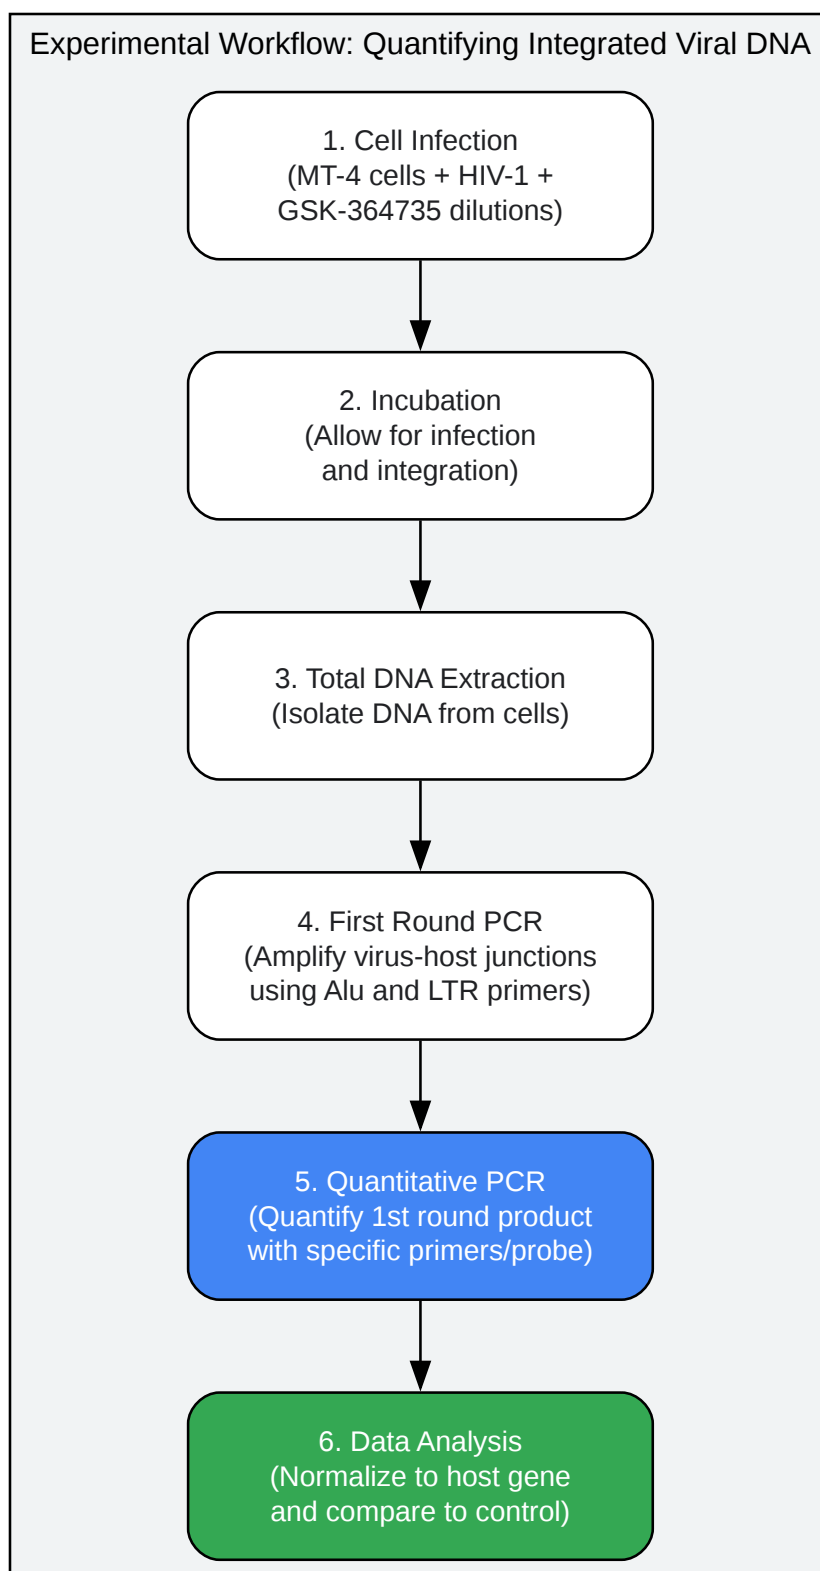 Experimental Workflow: Quantifying Integrated Viral DNA
1. Cell Infection
(MT-4 cells + HIV-1 +
GSK-364735 dilutions)
2. Incubation
(Allow for infection
and integration)
3. Total DNA Extraction
(Isolate DNA from cells)
4. First Round PCR
(Amplify virus-host junctions
using Alu and LTR primers)
5. Quantitative PCR
(Quantify 1st round product
with specific primers/probe)
6. Data Analysis
(Normalize to host gene
and compare to control)